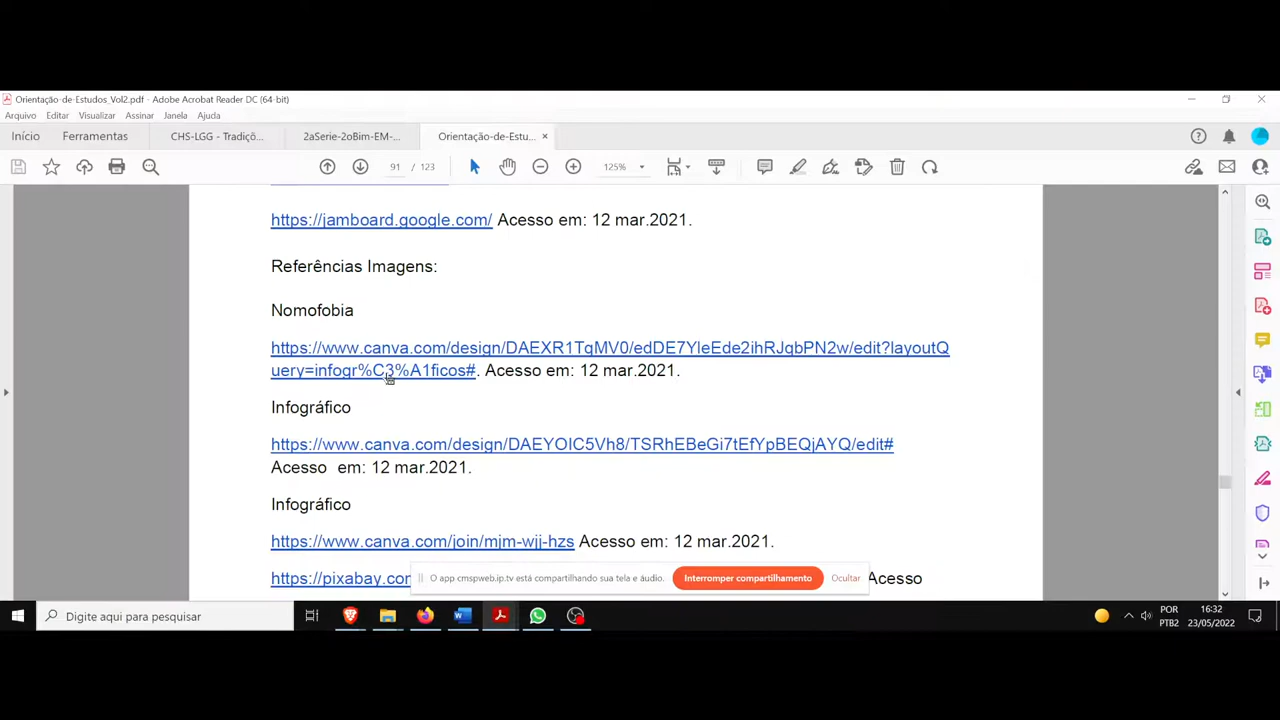 Orientação-de-Estudos_Vol2.pdf - Adobe Acrobat Reader DC (64-bit)
Arquivo Editar Visualizar Assinar Janela Ajuda
Início Ferramentas CHS-LGG - Tradiçõ... 2aSerie-2oBim-EM-... Orientação-de-Estu... ×
91 / 123 125%
https://jamboard.google.com/ Acesso em: 12 mar.2021.
Referências Imagens:
Nomofobia
https://www.canva.com/design/DAEXR1TqMV0/edDE7YleEde2ihRJqbPN2w/edit?layoutQ
uery=infogr%C3%A1ficos#. Acesso em: 12 mar.2021.
Infográfico
https://www.canva.com/design/DAEYOIC5Vh8/TSRhEBeGi7tEfYpBEQjAYQ/edit#
Acesso em: 12 mar.2021.
Infográfico
https://www.canva.com/join/mjm-wjj-hzs Acesso em: 12 mar.2021.
https://pixabay.con Acesso
O app cmspweb.ip.tv está compartilhando sua tela e áudio. Interromper compartilhamento Ocultar
Digite aqui para pesquisar
POR 16:32
PTB2 23/05/2022